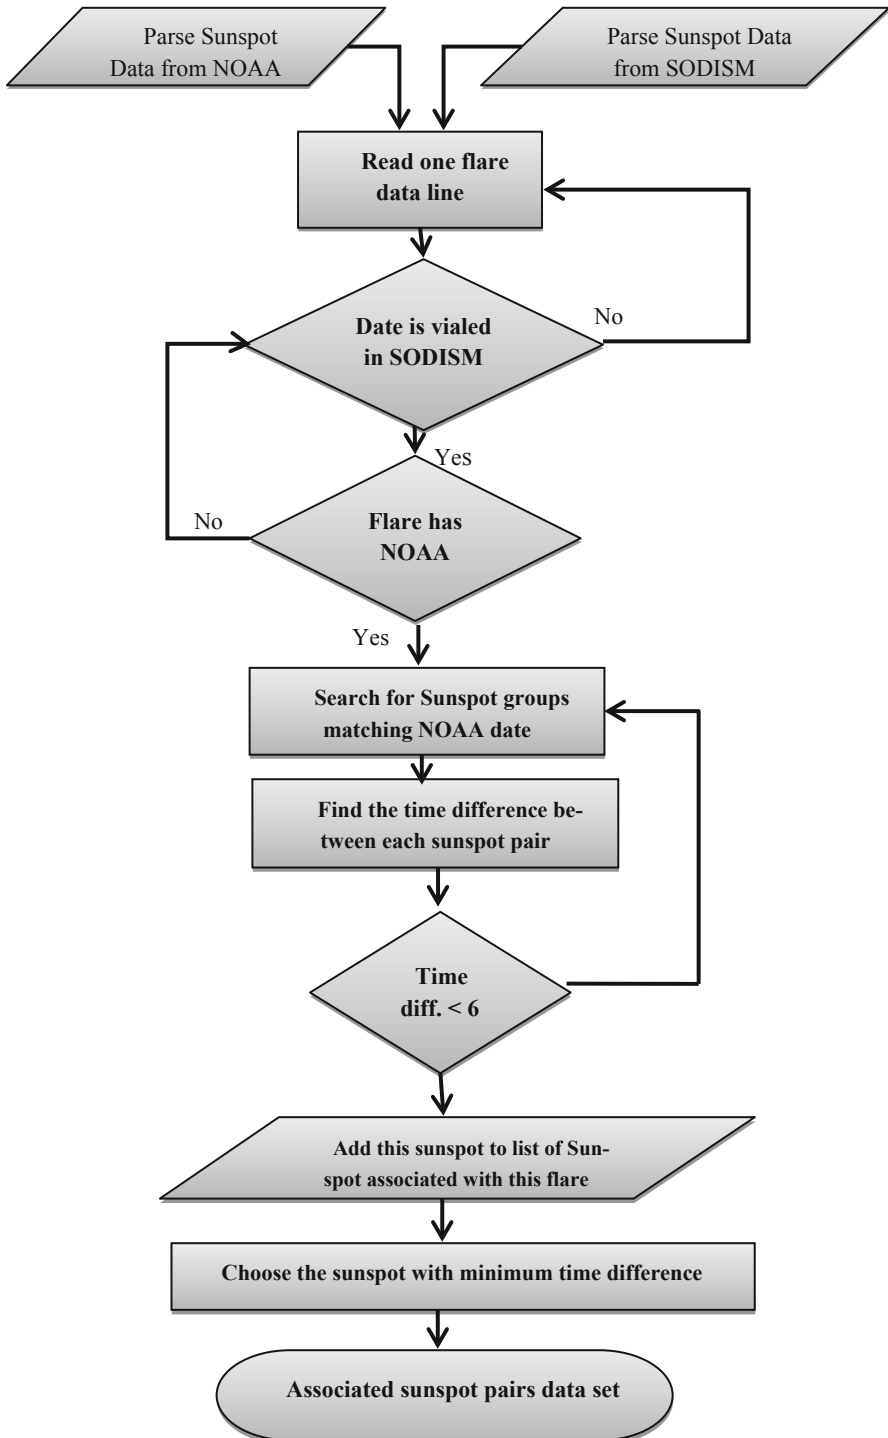 Parse Sunspot
Data from NOAA
Parse Sunspot Data
from SODISM
Read one flare
data line
Date is vialed
in SODISM
No
Yes
Flare has
NOAA
No
Yes
Search for Sunspot groups
matching NOAA date
Find the time difference be-
tween each sunspot pair
Time
diff. < 6
Add this sunspot to list of Sun-
spot associated with this flare
Choose the sunspot with minimum time difference
Associated sunspot pairs data set